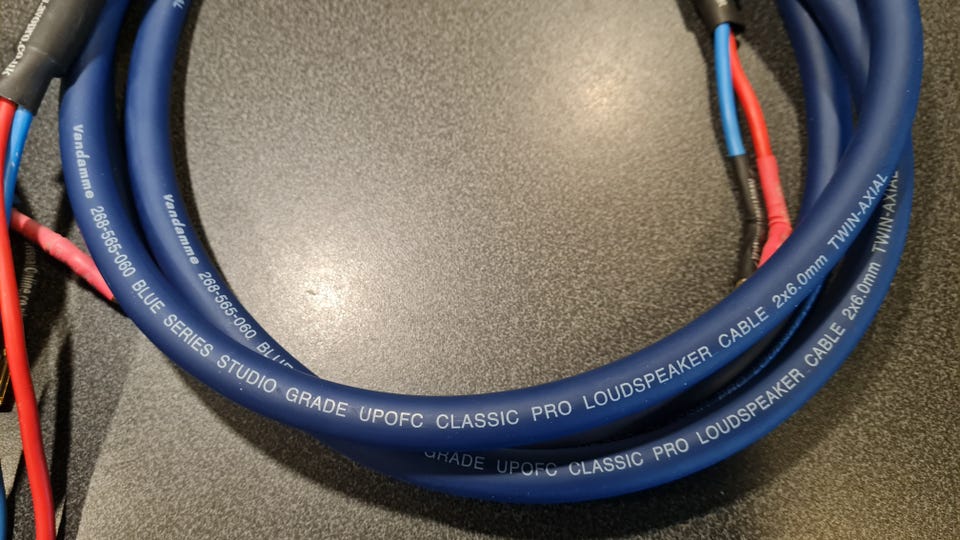 Vandamme 268-565-060 BLUE SERIES STUDIO GRADE UPOFC CLASSIC PRO LOUDSPEAKER CABLE 2x6.0mm TWIN-AXIAL
Vandamme 268-565-060 BLUE
GRADE UPOFC CLASSIC PRO LOUDSPEAKER CABLE 2x6.0mm TWIN-AXIAL